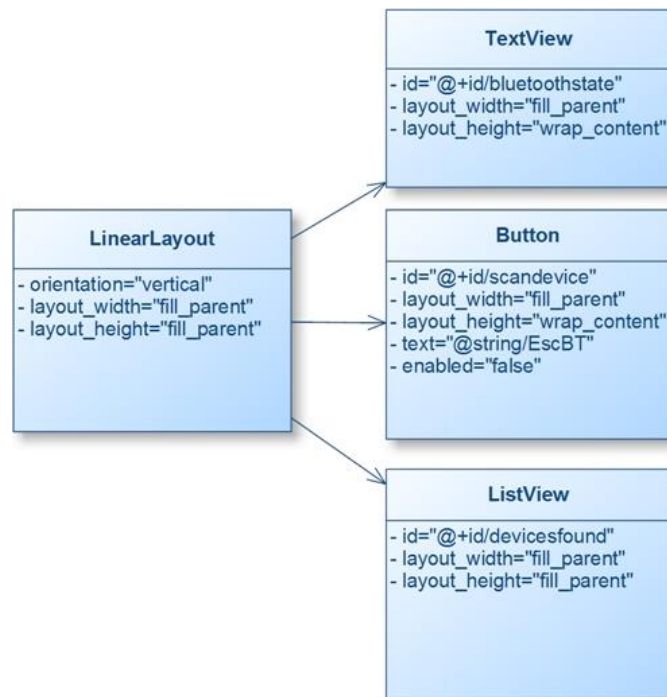 TextView
- id="@+id/bluetoothstate"
- layout_width="fill_parent"
- layout_height="wrap_content"
LinearLayout
- orientation="vertical"
- layout_width="fill_parent"
- layout_height="fill_parent"
Button
- id="@+id/scandevice"
- layout_width="fill_parent"
- layout_height="wrap_content"
- text="@string/EscBT"
- enabled="false"
ListView
- id="@+id/devicesfound"
- layout_width="fill_parent"
- layout_height="fill_parent"